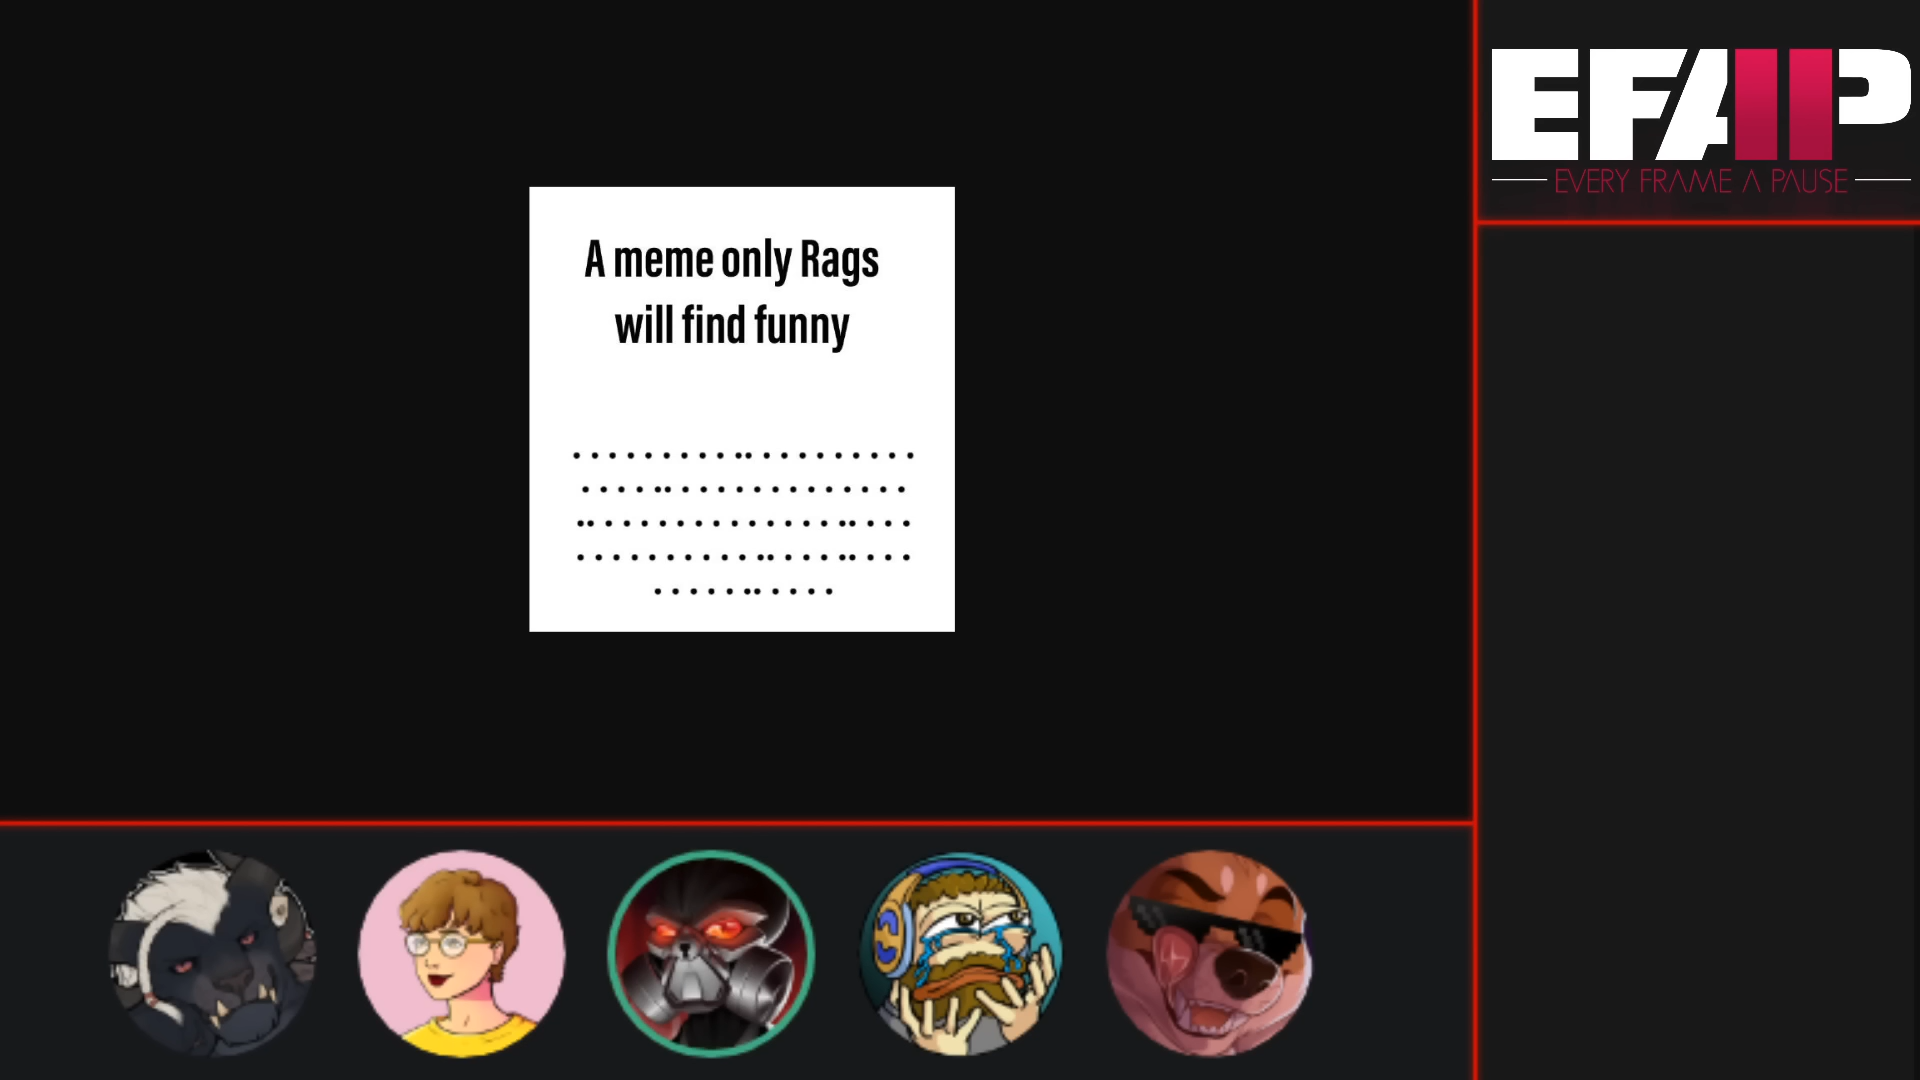 A meme only Rags
will find funny
. . . . . . . . . .. . . . . . . . . .
. . . . .. . . . . . . . . . . . . .
.. . . . . . . . . . . . . . .. . . .
. . . . . . . . . . .. . . . .. . . .
. . . . . .. . . . .
EFAP
EVERY FRAME A PAUSE